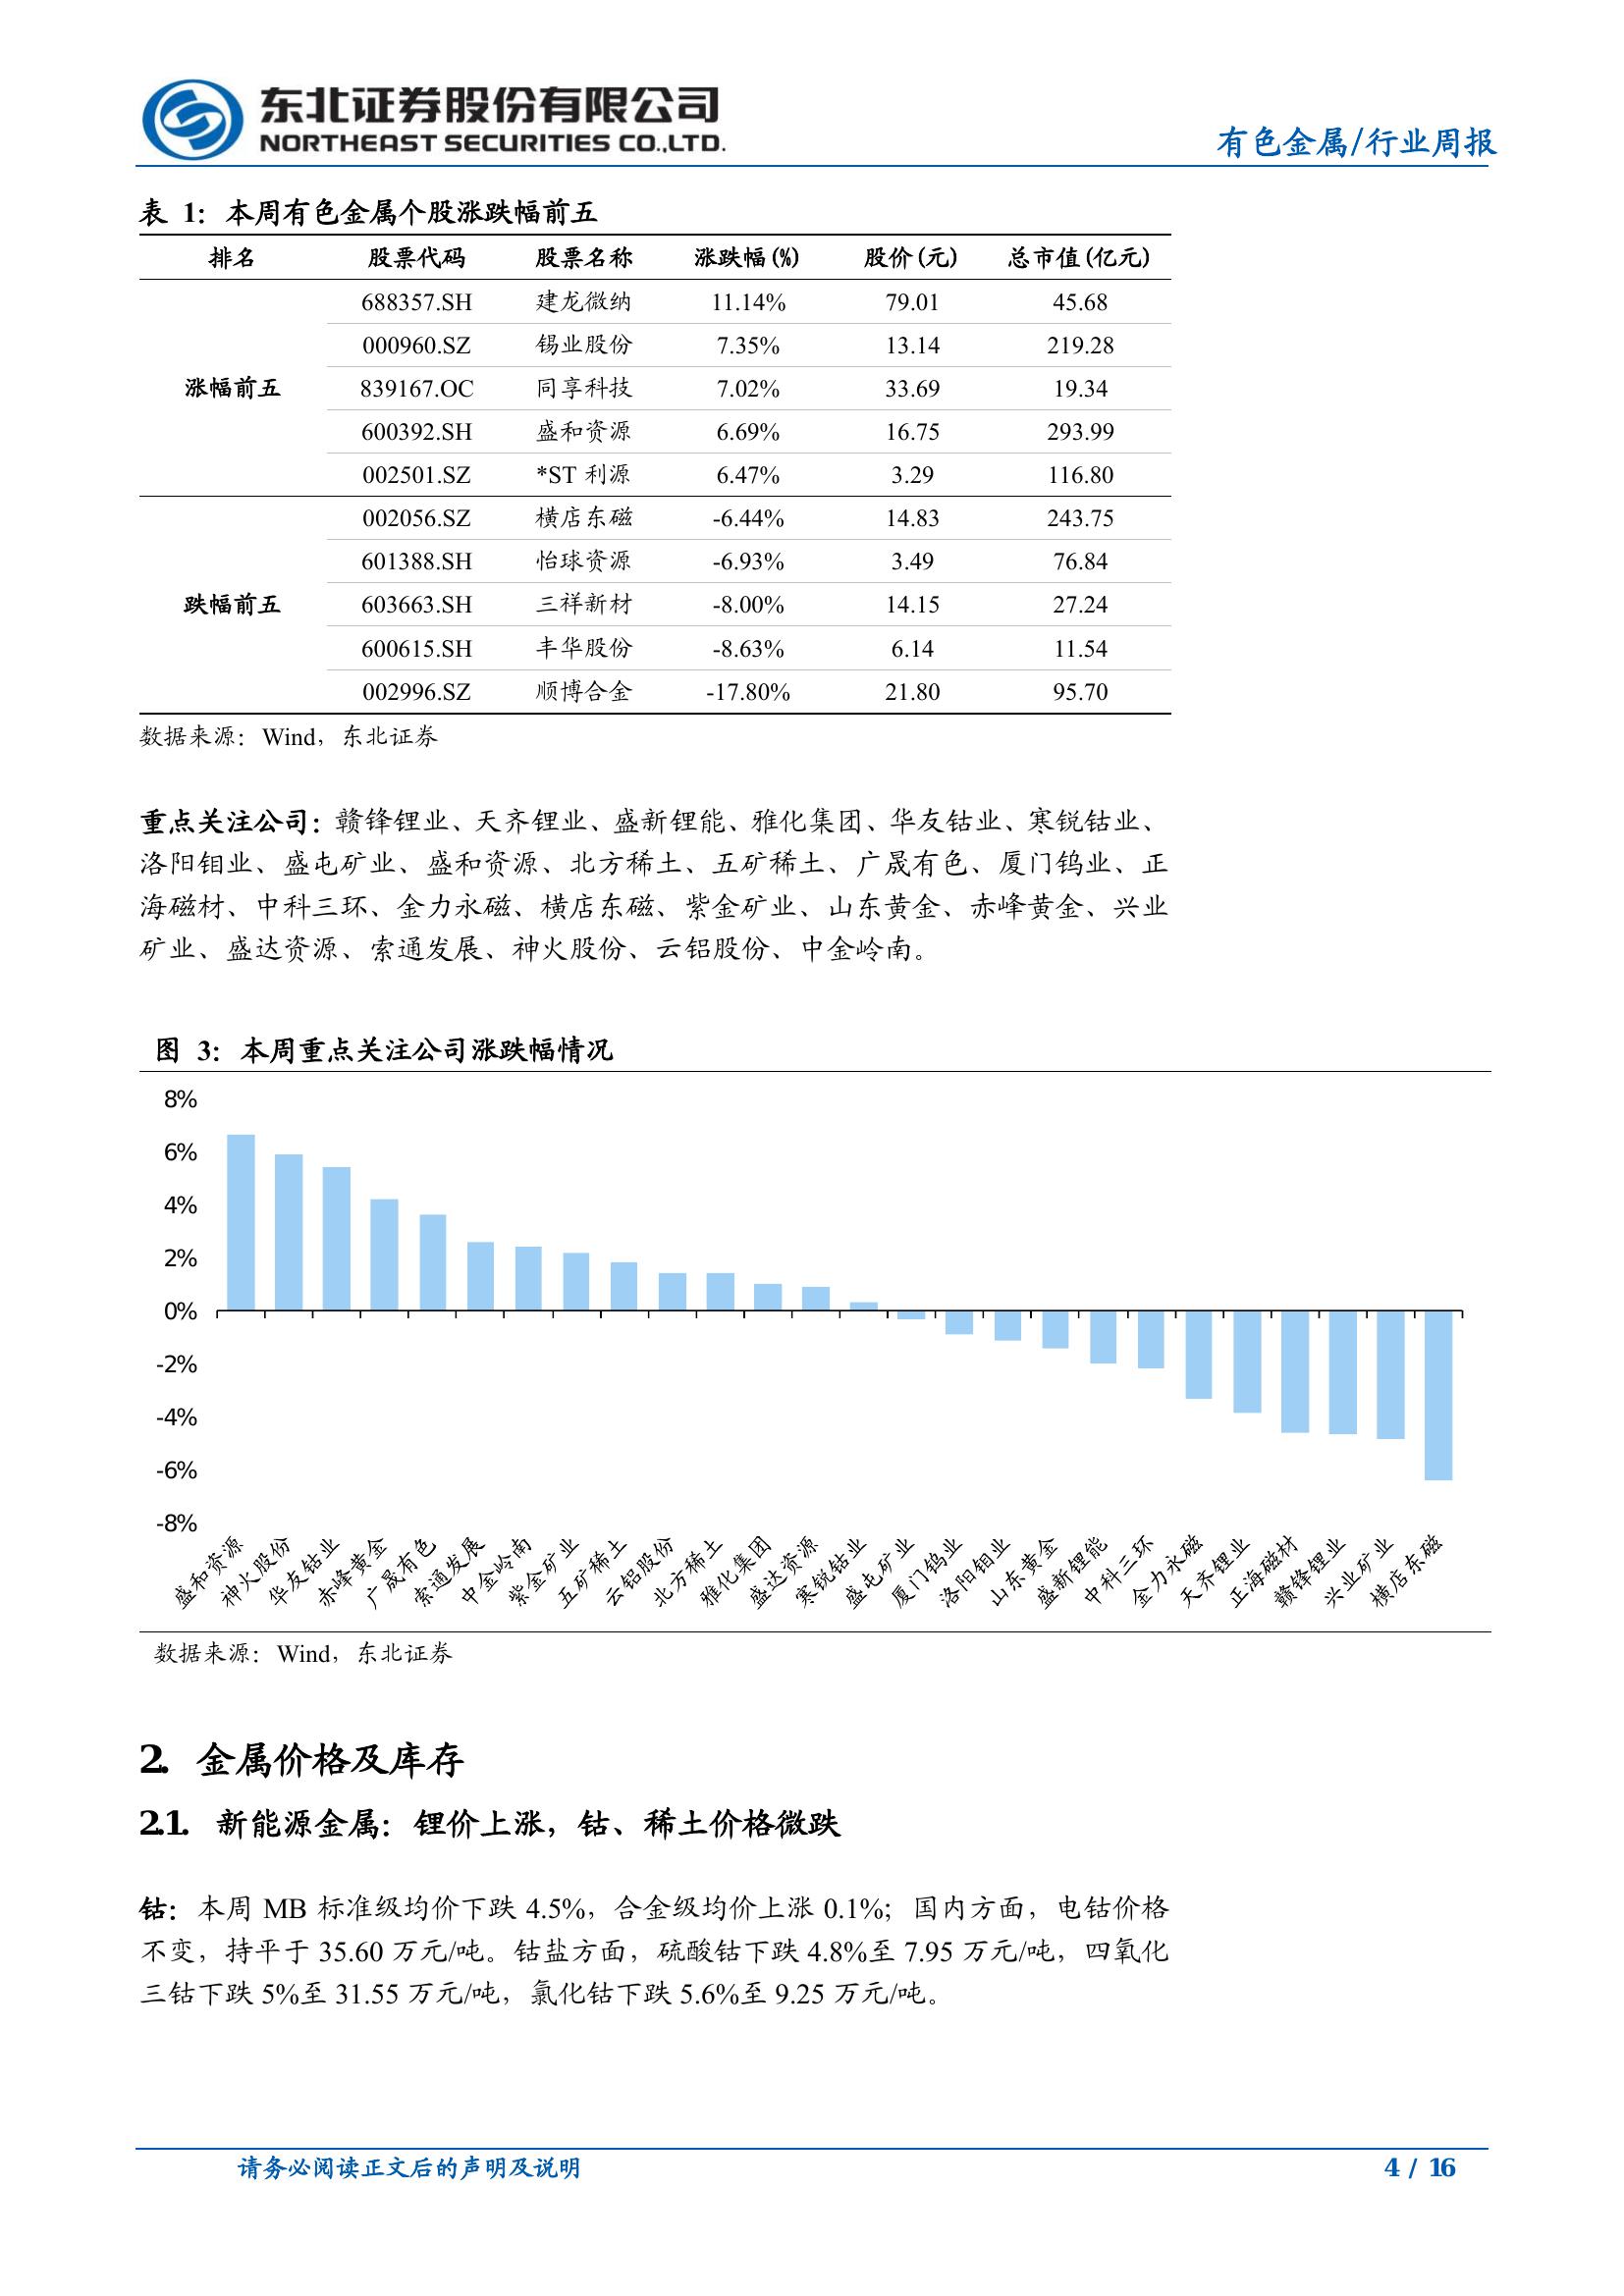 东北证券股份有限公司
NORTHEAST SECURITIES CO.,LTD.
有色金属/行业周报
表 1：本周有色金属个股涨跌幅前五
排名 股票代码 股票名称 涨跌幅(%) 股价(元) 总市值(亿元)
688357.SH 建龙微纳 11.14% 79.01 45.68
000960.SZ 锡业股份 7.35% 13.14 219.28
涨幅前五 839167.OC 同享科技 7.02% 33.69 19.34
600392.SH 盛和资源 6.69% 16.75 293.99
002501.SZ *ST 利源 6.47% 3.29 116.80
002056.SZ 横店东磁 -6.44% 14.83 243.75
601388.SH 怡球资源 -6.93% 3.49 76.84
跌幅前五 603663.SH 三祥新材 -8.00% 14.15 27.24
600615.SH 丰华股份 -8.63% 6.14 11.54
002996.SZ 顺博合金 -17.80% 21.80 95.70
数据来源：Wind，东北证券
重点关注公司：赣锋锂业、天齐锂业、盛新锂能、雅化集团、华友钴业、寒锐钴业、
洛阳钼业、盛屯矿业、盛和资源、北方稀土、五矿稀土、广晟有色、厦门钨业、正
海磁材、中科三环、金力永磁、横店东磁、紫金矿业、山东黄金、赤峰黄金、兴业
矿业、盛达资源、索通发展、神火股份、云铝股份、中金岭南。
图 3：本周重点关注公司涨跌幅情况
8%
6%
4%
2%
0%
-2%
-4%
-6%
-8%
盛和资源 神火股份 华友钴业 赤峰黄金 广晟有色 索通发展 中金岭南 紫金矿业 五矿稀土 云铝股份 北方稀土 雅化集团 盛达资源 寒锐钴业 盛屯矿业 厦门钨业 洛阳钼业 山东黄金 盛新锂能 中科三环 金力永磁 天齐锂业 正海磁材 赣锋锂业 兴业矿业 横店东磁
数据来源：Wind，东北证券
2. 金属价格及库存
2.1. 新能源金属：锂价上涨，钴、稀土价格微跌
钴：本周 MB 标准级均价下跌 4.5%，合金级均价上涨 0.1%；国内方面，电钴价格
不变，持平于 35.60 万元/吨。钴盐方面，硫酸钴下跌 4.8%至 7.95 万元/吨，四氧化
三钴下跌 5%至 31.55 万元/吨，氯化钴下跌 5.6%至 9.25 万元/吨。
请务必阅读正文后的声明及说明
4 / 16